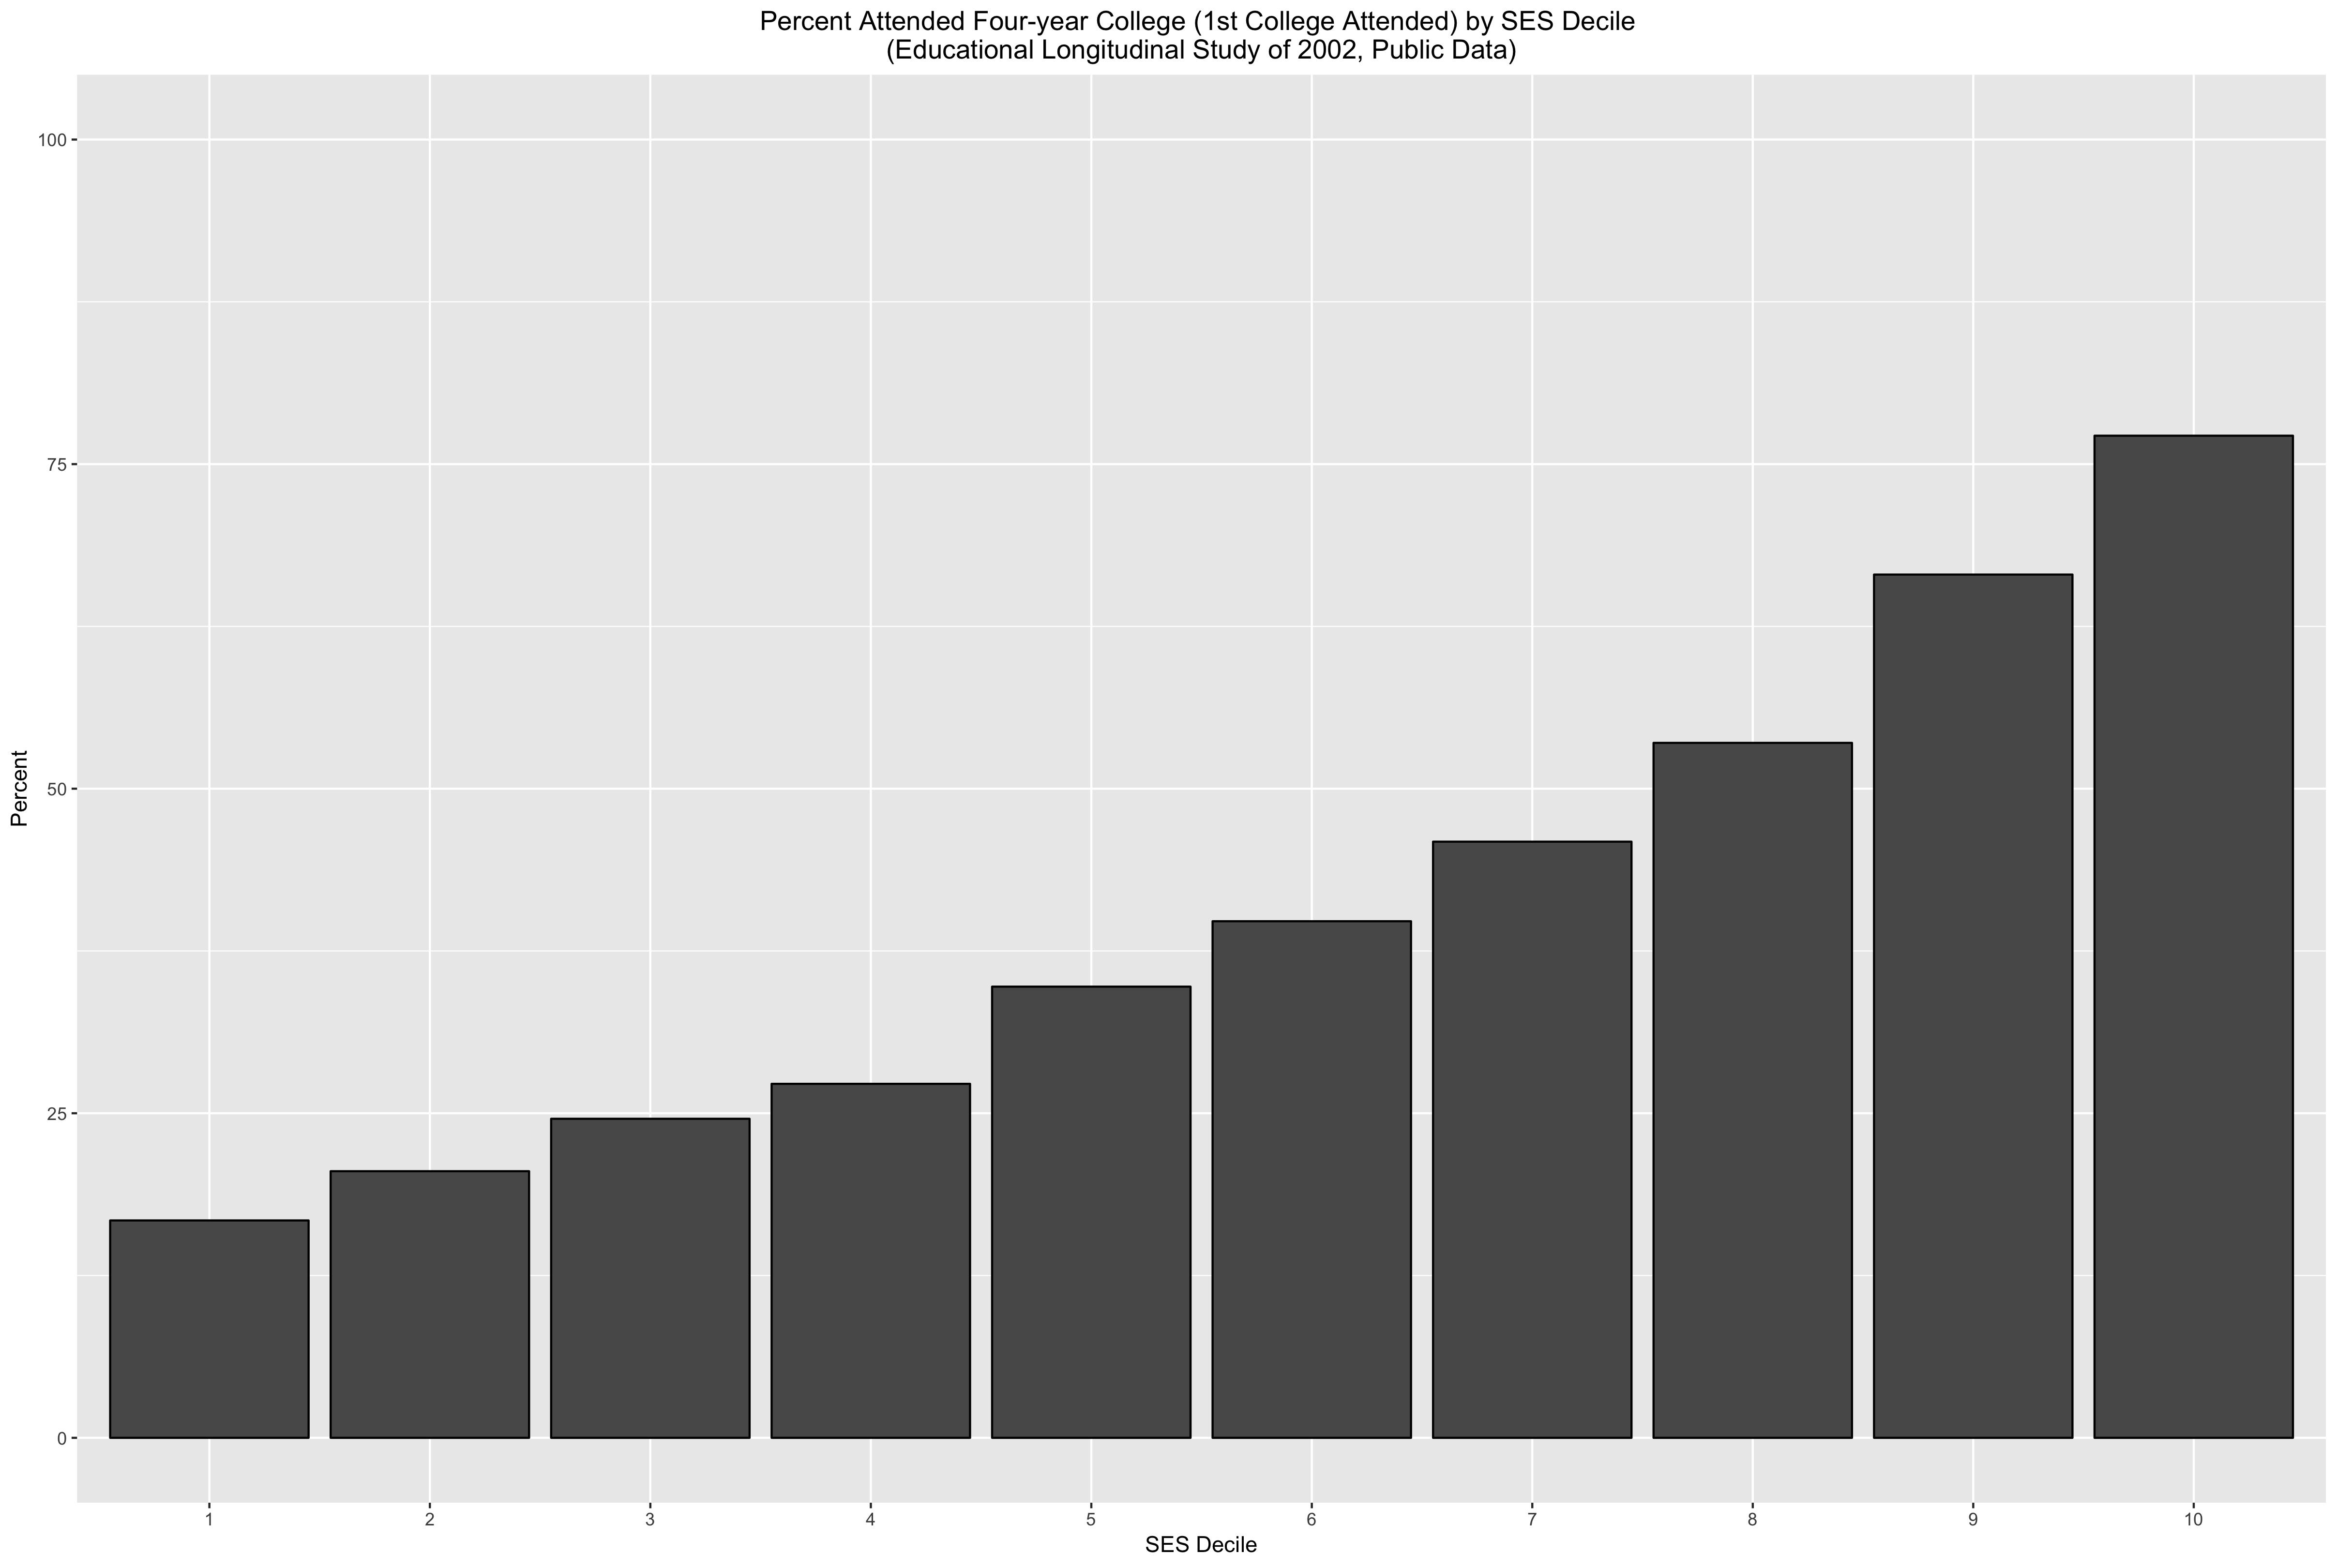 Percent Attended Four-year College (1st College Attended) by SES Decile
(Educational Longitudinal Study of 2002, Public Data)
100
75
50
25
0
Percent
1 2 3 4 5 6 7 8 9 10
SES Decile